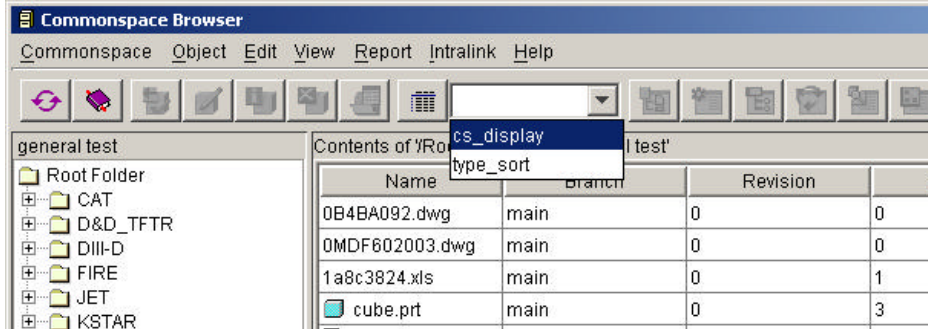 Commonspace Browser
Commonspace Object Edit View Report Intralink Help
cs_display
type_sort
general test
Contents of '/Ro l test'
Root Folder
CAT
D&D_TFTR
DIII-D
FIRE
JET
KSTAR
Name Branch Revision
0B4BA092.dwg main 0 0
0MDF602003.dwg main 0 0
1a8c3824.xls main 0 1
cube.prt main 0 3